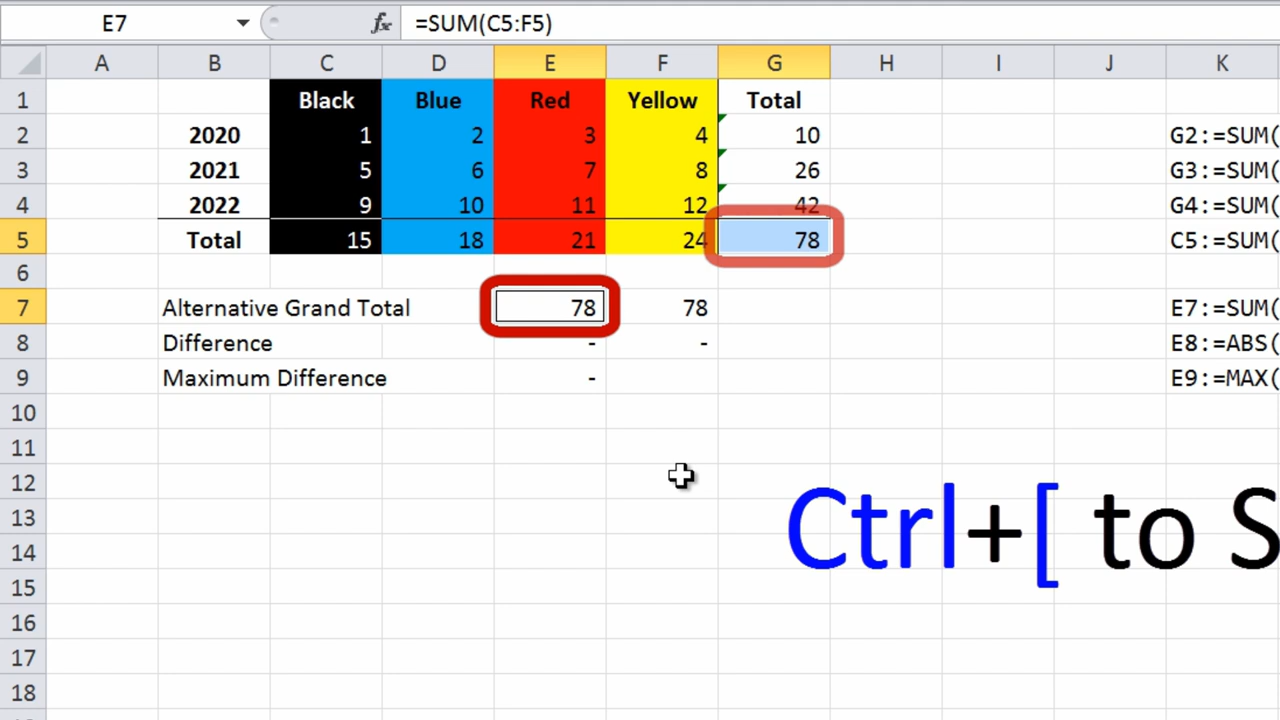 E7 fx =SUM(C5:F5)
A B C D E F G H I J K
1 Black Blue Red Yellow Total
2 2020 1 2 3 4 10 G2:=SUM(
3 2021 5 6 7 8 26 G3:=SUM(
4 2022 9 10 11 12 42 G4:=SUM(
5 Total 15 18 21 24 78 C5:=SUM(
6
7 Alternative Grand Total 78 78 E7:=SUM(
8 Difference - - E8:=ABS(
9 Maximum Difference - E9:=MAX(
10
11
12
13
Ctrl+[ to S
14
15
16
17
18